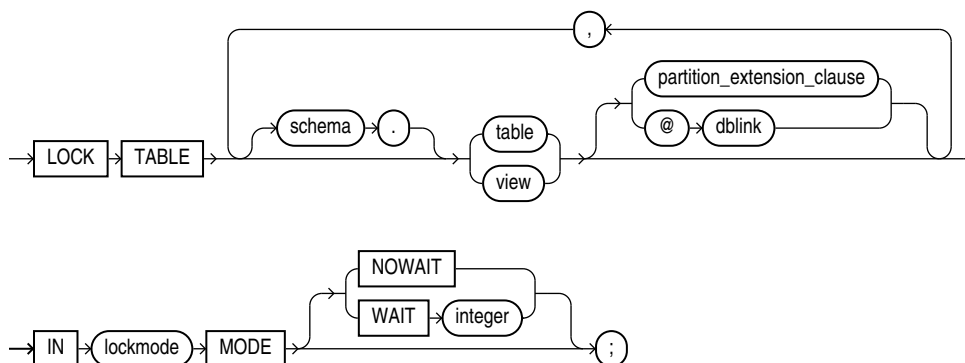 ,
partition_extension_clause
schema . table @ dblink
LOCK TABLE view
NOWAIT
WAIT integer
IN lockmode MODE ;